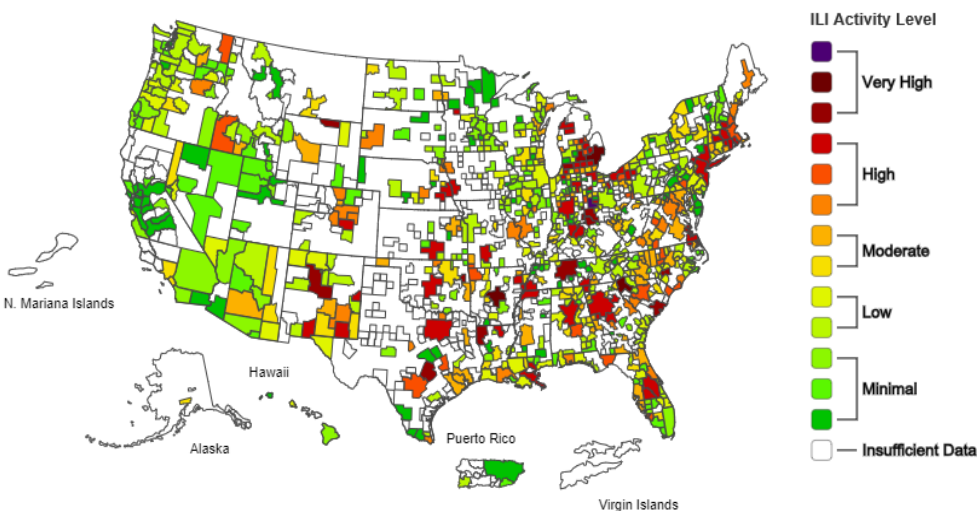 ILI Activity Level
Very High
High
Moderate
Low
Minimal
Insufficient Data
N. Mariana Islands
Hawaii
Alaska
Puerto Rico
Virgin Islands